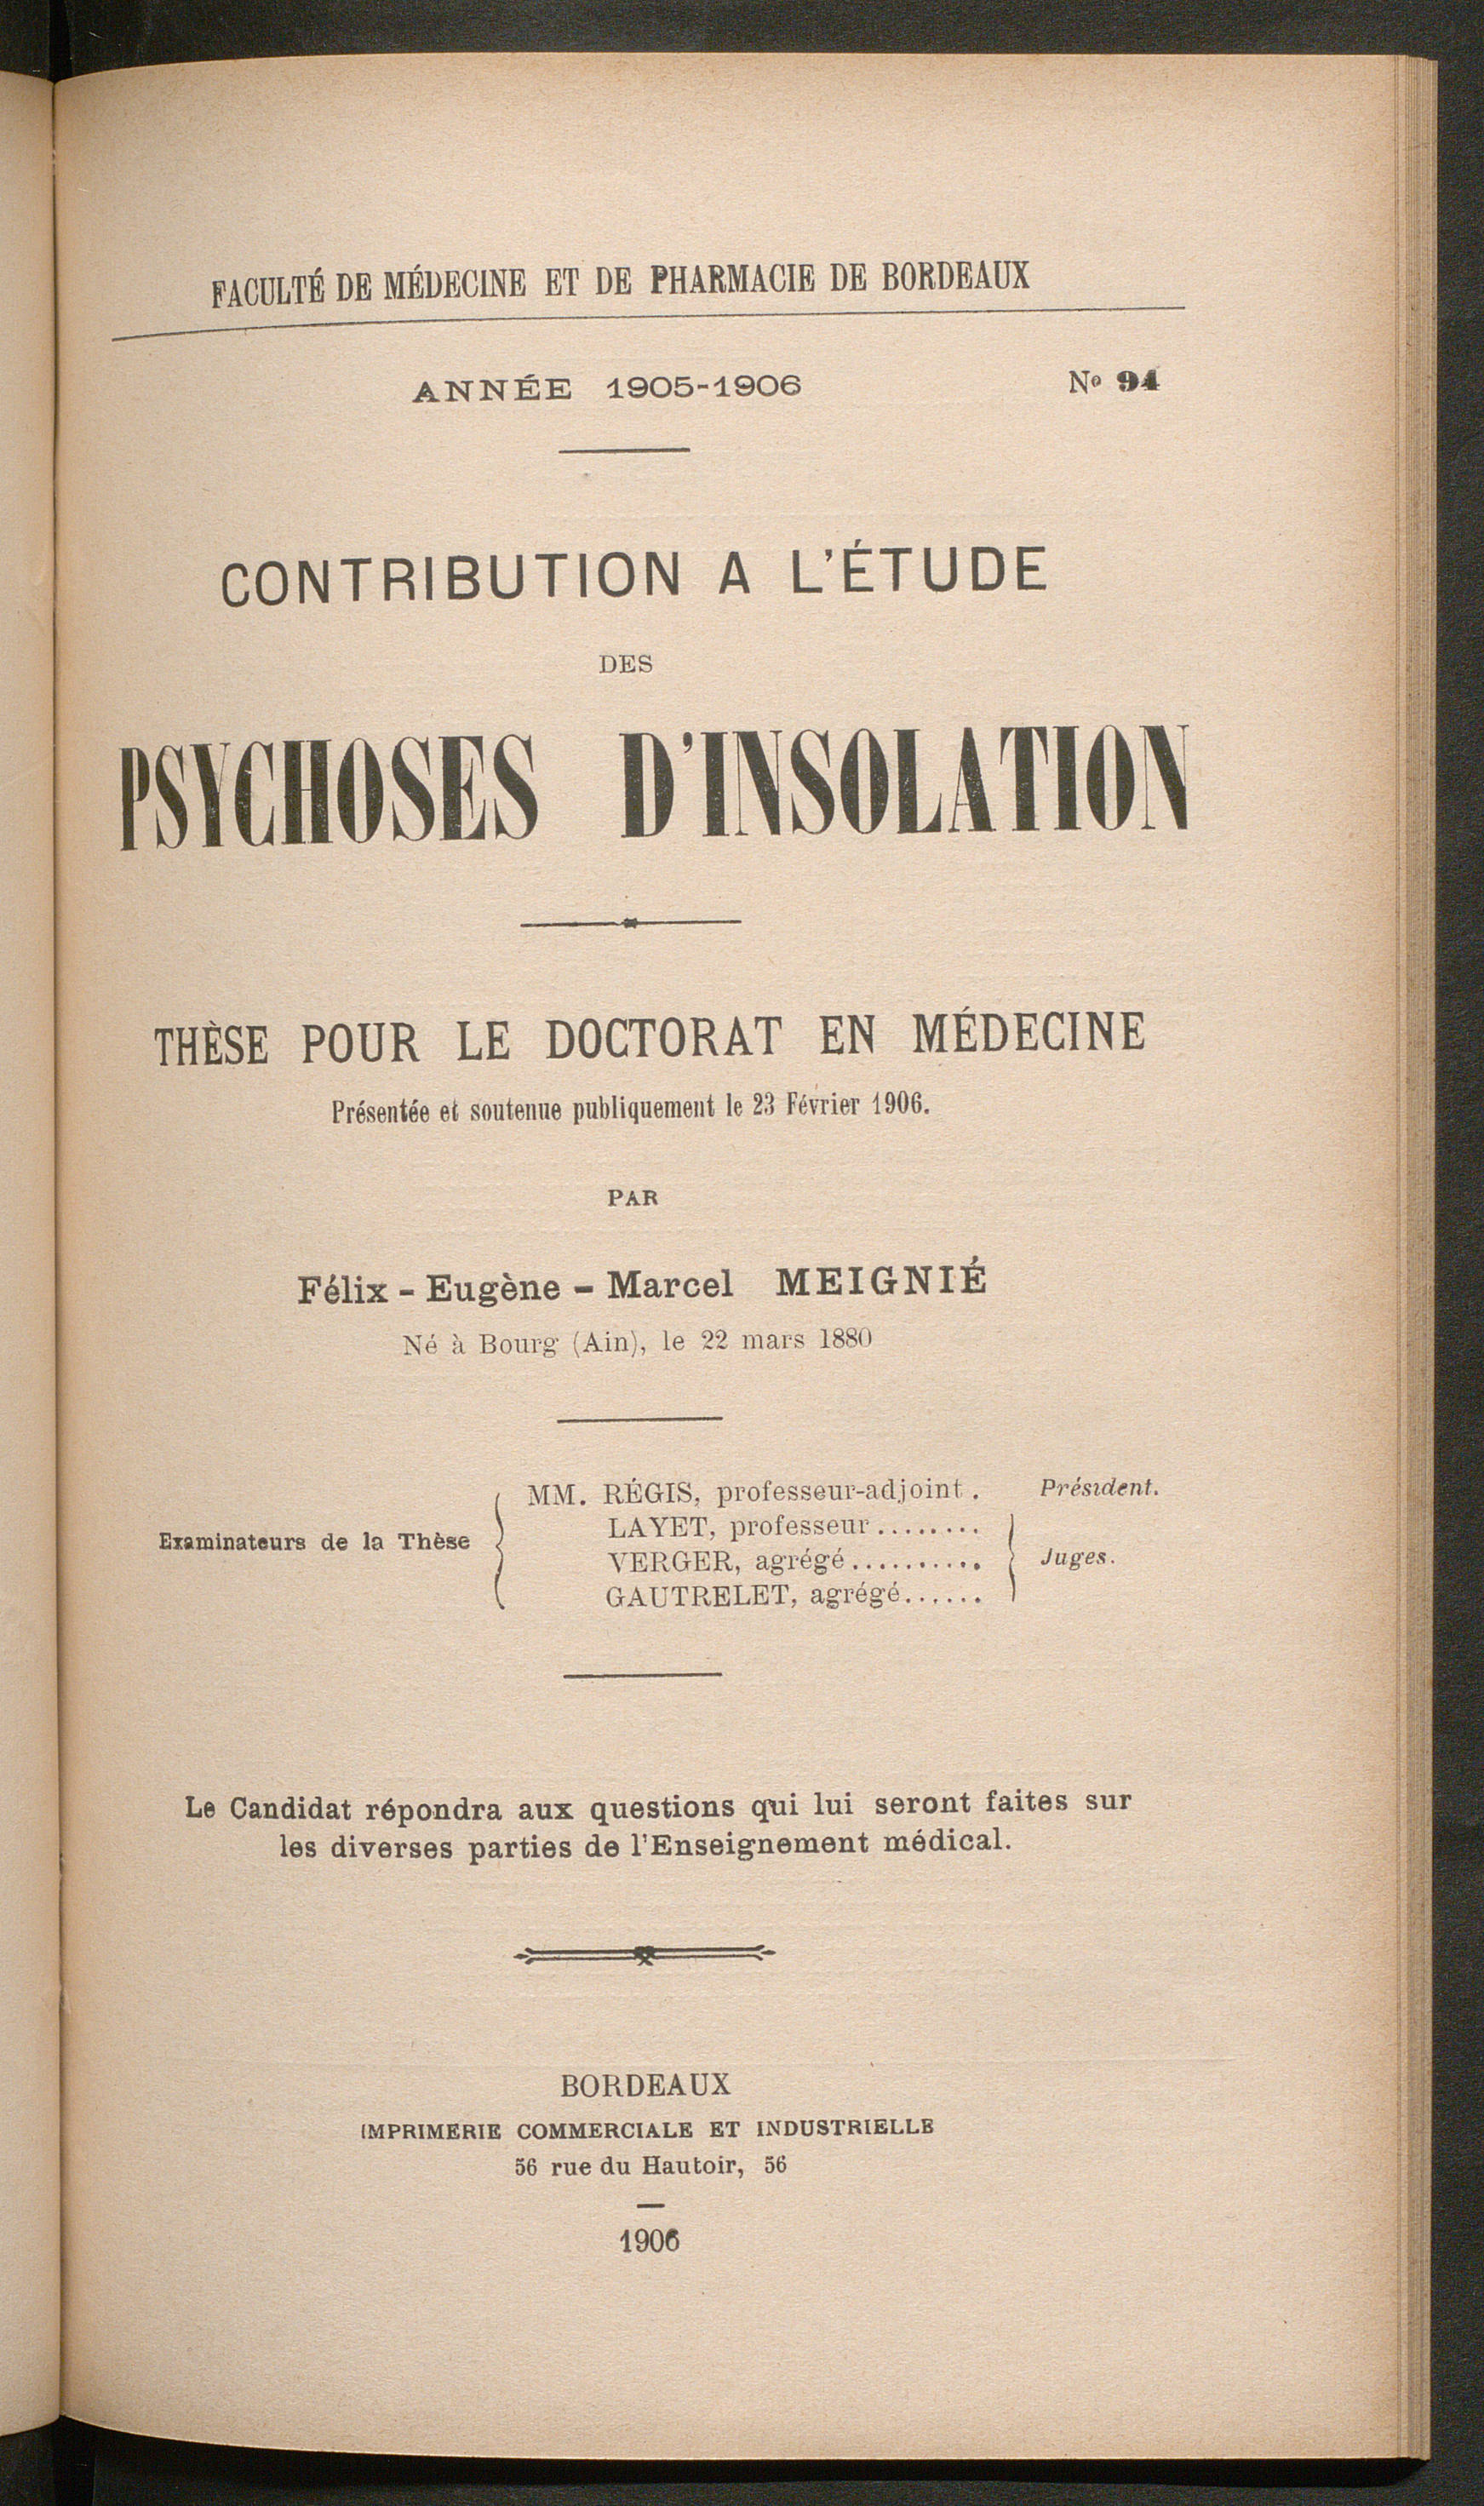 FACULTÉ DE MÉDECINE ET DE PHARMACIE DE BORDEAUX
ANNÉE 1905-1906 No 94
CONTRIBUTION A L'ÉTUDE
DES
PSYCHOSES D'INSOLATION
THÈSE POUR LE DOCTORAT EN MÉDECINE
Présentée et soutenue publiquement le 23 Février 1906.
PAR
Félix-Eugène-Marcel MEIGNIÉ
Né à Bourg (Ain), le 22 mars 1880
Examinateurs de la Thèse
MM. RÉGIS, professeur-adjoint. Président.
LAYET, professeur........
VERGER, agrégé.......... Juges.
GAUTRELET, agrégé......
Le Candidat répondra aux questions qui lui seront faites sur
les diverses parties de l'Enseignement médical.
BORDEAUX
IMPRIMERIE COMMERCIALE ET INDUSTRIELLE
56 rue du Hautoir, 56
1906